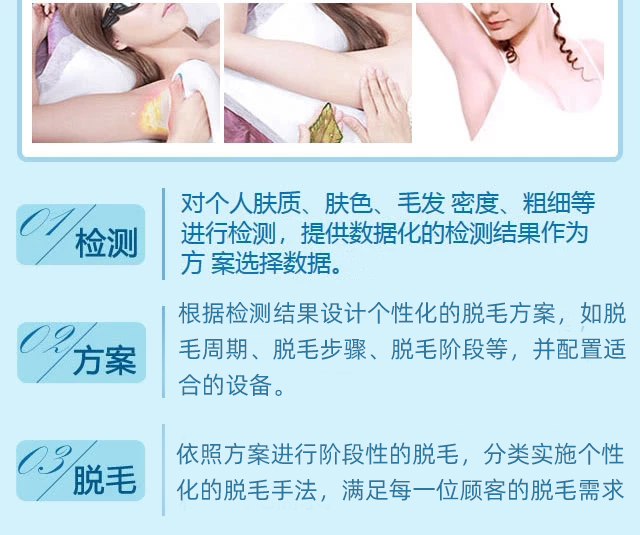 01/检测
对个人肤质、肤色、毛发 密度、粗细等
进行检测，提供数据化的检测结果作为
方 案选择数据。
02/方案
根据检测结果设计个性化的脱毛方案，如脱
毛周期、脱毛步骤、脱毛阶段等，并配置适
合的设备。
03/脱毛
依照方案进行阶段性的脱毛，分类实施个性
化的脱毛手法，满足每一位顾客的脱毛需求